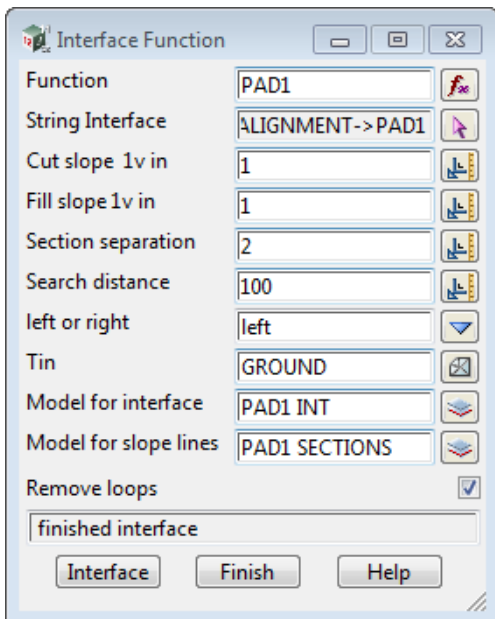 Interface Function
Function PAD1
String Interface ALIGNMENT->PAD1
Cut slope 1v in 1
Fill slope 1v in 1
Section separation 2
Search distance 100
left or right left
Tin GROUND
Model for interface PAD1 INT
Model for slope lines PAD1 SECTIONS
Remove loops
finished interface
Interface Finish Help